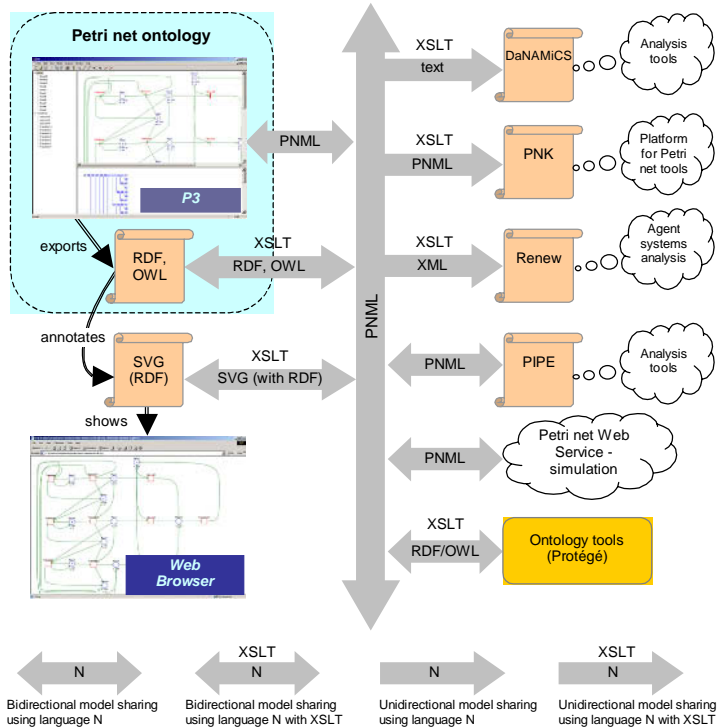 Petri net ontology
P3
exports
RDF,
OWL
annotates
SVG
(RDF)
shows
Web
Browser
PNML
XSLT
RDF, OWL
XSLT
SVG (with RDF)
PNML
XSLT
text
DaNAMiCS
Analysis
tools
XSLT
PNML
PNK
Platform
for Petri
net tools
XSLT
XML
Renew
Agent
systems
analysis
PNML
PIPE
Analysis
tools
PNML
Petri net Web
Service -
simulation
XSLT
RDF/OWL
Ontology tools
(Protégé)
N
Bidirectional model sharing
using language N
XSLT
N
Bidirectional model sharing
using language N with XSLT
N
Unidirectional model sharing
using language N
XSLT
N
Unidirectional model sharing
using language N with XSLT